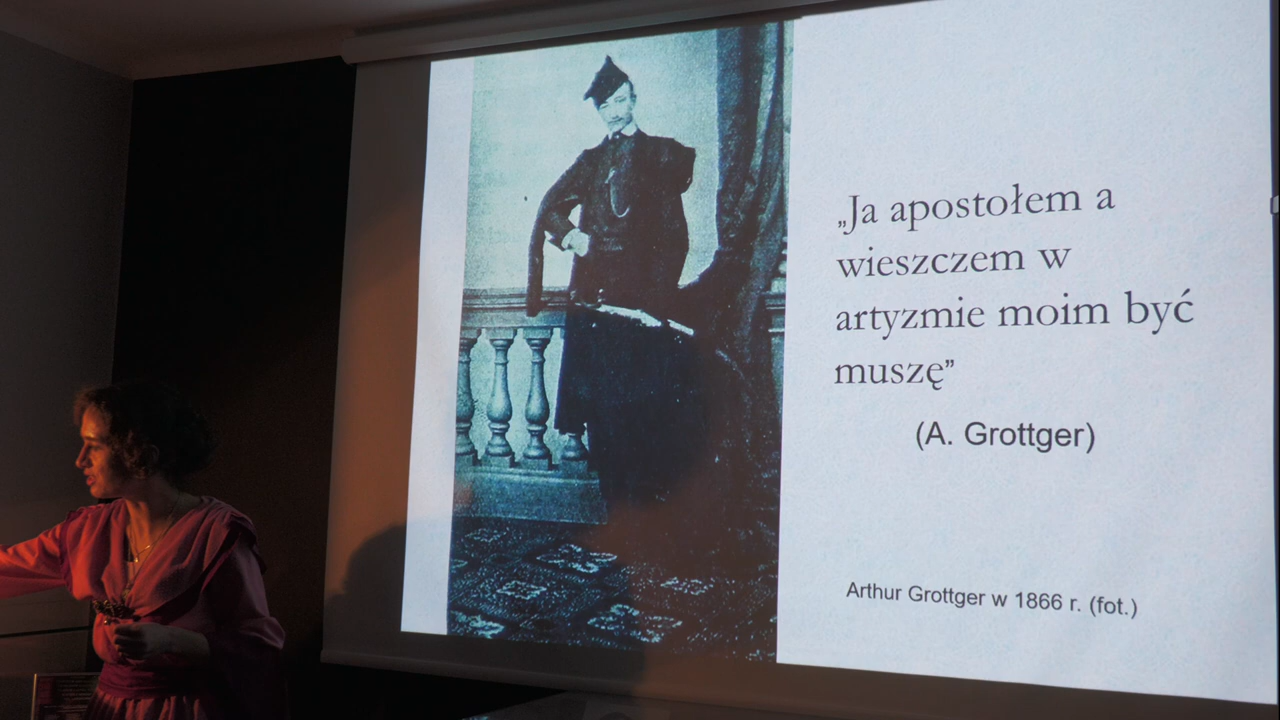 „Ja apostołem a
wieszczem w
artyzmie moim być
muszę”
(A. Grottger)
Arthur Grottger w 1866 r. (fot.)